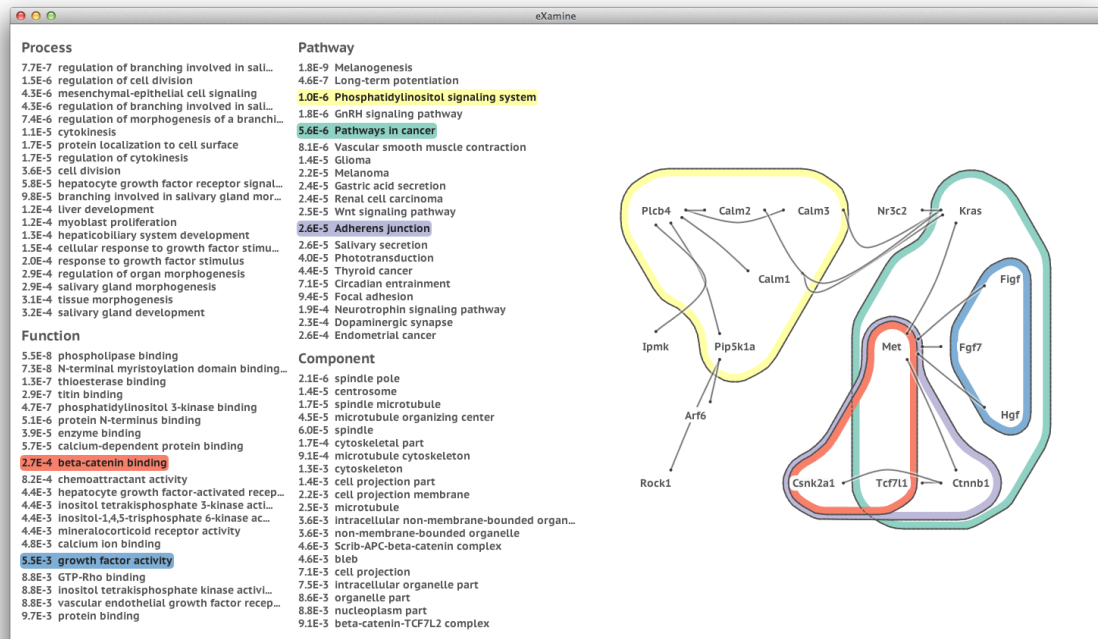 eXamine
Process
7.7E-7 regulation of branching involved in sali...
1.5E-6 regulation of cell division
4.3E-6 mesenchymal-epithelial cell signaling
4.3E-6 regulation of branching involved in sali...
7.4E-6 regulation of morphogenesis of a branchi...
1.1E-5 cytokinesis
1.7E-5 protein localization to cell surface
1.7E-5 regulation of cytokinesis
3.6E-5 cell division
5.8E-5 hepatocyte growth factor receptor signal...
9.8E-5 branching involved in salivary gland mor...
1.2E-4 liver development
1.2E-4 myoblast proliferation
1.3E-4 hepaticobiliary system development
1.5E-4 cellular response to growth factor stimu...
2.0E-4 response to growth factor stimulus
2.9E-4 regulation of organ morphogenesis
2.9E-4 salivary gland morphogenesis
3.1E-4 tissue morphogenesis
3.2E-4 salivary gland development
Function
5.5E-8 phospholipase binding
7.3E-8 N-terminal myristoylation domain binding...
1.3E-7 thioesterase binding
2.9E-7 titin binding
4.7E-7 phosphatidylinositol 3-kinase binding
5.1E-6 protein N-terminus binding
3.9E-5 enzyme binding
5.7E-5 calcium-dependent protein binding
2.7E-4 beta-catenin binding
8.2E-4 chemoattractant activity
4.4E-3 hepatocyte growth factor-activated recep...
4.4E-3 inositol tetrakisphosphate 3-kinase acti...
4.4E-3 inositol-1,4,5-trisphosphate 6-kinase ac...
4.4E-3 mineralocorticoid receptor activity
4.8E-3 calcium ion binding
5.5E-3 growth factor activity
8.8E-3 GTP-Rho binding
8.8E-3 inositol tetrakisphosphate kinase activi...
8.8E-3 vascular endothelial growth factor recep...
9.7E-3 protein binding
Pathway
1.8E-9 Melanogenesis
4.6E-7 Long-term potentiation
1.0E-6 Phosphatidylinositol signaling system
1.8E-6 GnRH signaling pathway
5.6E-6 Pathways in cancer
8.1E-6 Vascular smooth muscle contraction
1.4E-5 Glioma
2.2E-5 Melanoma
2.4E-5 Gastric acid secretion
2.4E-5 Renal cell carcinoma
2.5E-5 Wnt signaling pathway
2.6E-5 Adherens junction
2.6E-5 Salivary secretion
4.0E-5 Phototransduction
4.4E-5 Thyroid cancer
7.1E-5 Circadian entrainment
9.4E-5 Focal adhesion
1.9E-4 Neurotrophin signaling pathway
2.3E-4 Dopaminergic synapse
2.6E-4 Endometrial cancer
Component
2.1E-6 spindle pole
1.4E-5 centrosome
1.7E-5 spindle microtubule
4.5E-5 microtubule organizing center
6.0E-5 spindle
1.7E-4 cytoskeletal part
9.1E-4 microtubule cytoskeleton
1.3E-3 cytoskeleton
1.4E-3 cell projection part
2.2E-3 cell projection membrane
2.5E-3 microtubule
3.6E-3 intracellular non-membrane-bounded organ...
3.6E-3 non-membrane-bounded organelle
4.6E-3 Scrib-APC-beta-catenin complex
4.6E-3 bleb
7.1E-3 cell projection
7.5E-3 intracellular organelle part
8.6E-3 organelle part
8.8E-3 nucleoplasm part
9.1E-3 beta-catenin-TCF7L2 complex
Plcb4 Calm2 Calm3 Nr3c2 Kras
Calm1 Figf
Ipmk Pip5k1a Met Fgf7
Arf6 Hgf
Rock1 Csnk2a1 Tcf7l1 Ctnnb1